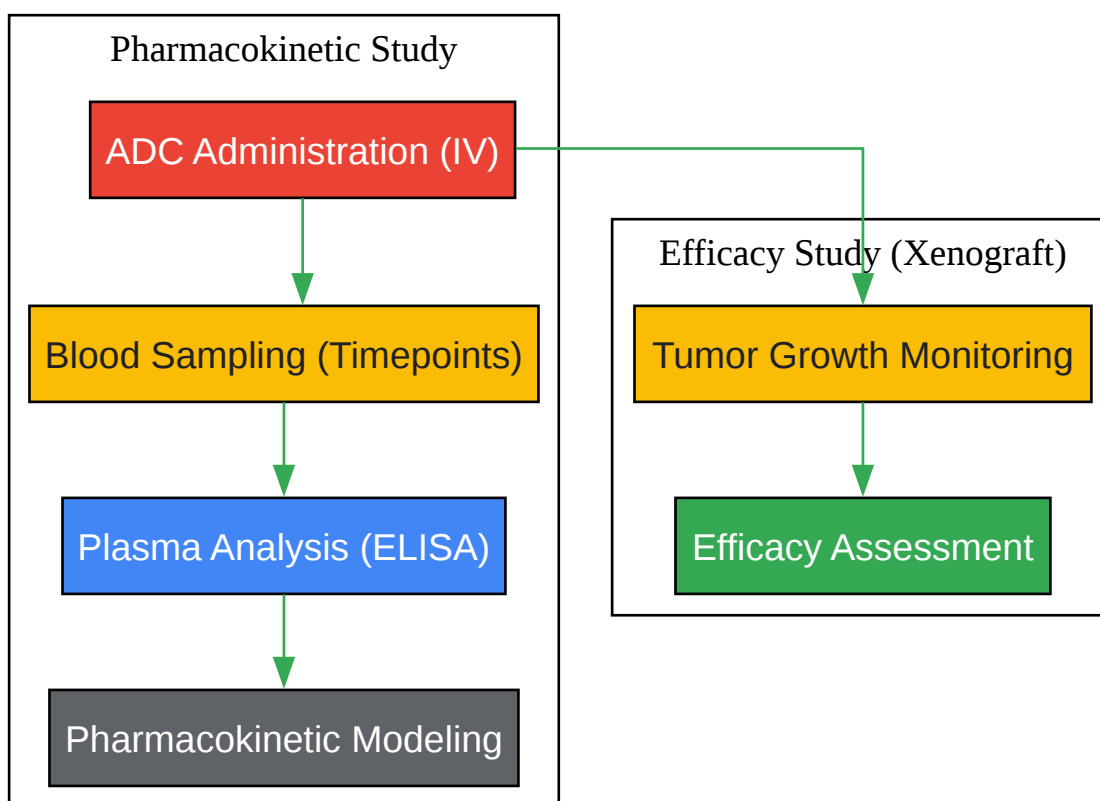 Pharmacokinetic Study
ADC Administration (IV)
Blood Sampling (Timepoints)
Plasma Analysis (ELISA)
Pharmacokinetic Modeling
Efficacy Study (Xenograft)
Tumor Growth Monitoring
Efficacy Assessment